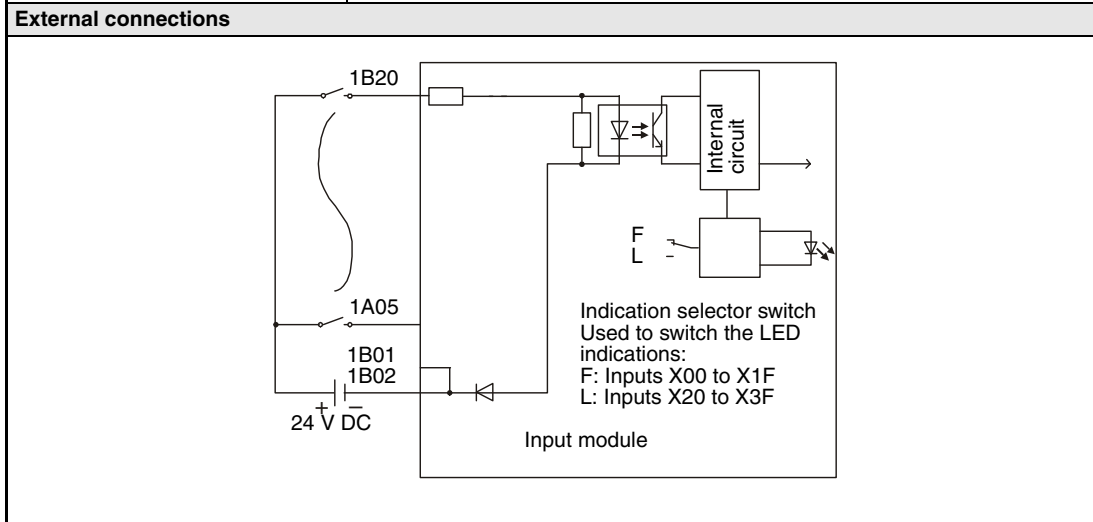 External connections
1B20
Internal
circuit
F
L
1A05
Indication selector switch
Used to switch the LED
indications:
F: Inputs X00 to X1F
L: Inputs X20 to X3F
1B01
1B02
+ −
24 V DC
Input module